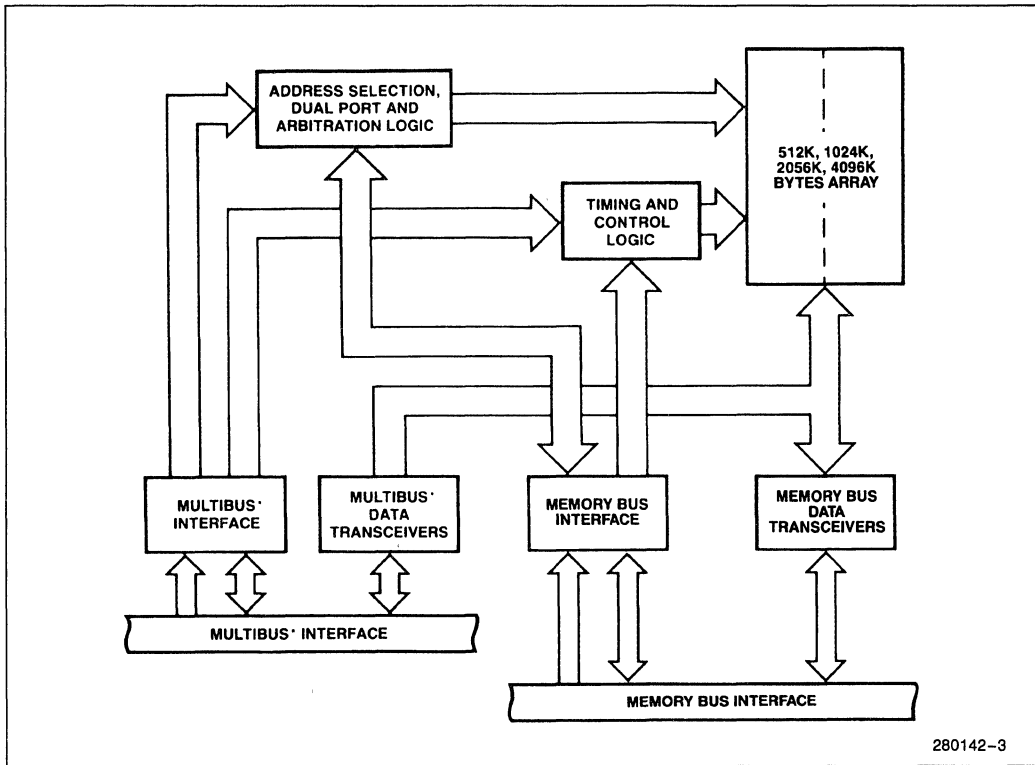 ADDRESS SELECTION,
DUAL PORT AND
ARBITRATION LOGIC
512K, 1024K,
2056K, 4096K
BYTES ARRAY
TIMING AND
CONTROL
LOGIC
MULTIBUS*
INTERFACE
MULTIBUS*
DATA
TRANSCEIVERS
MEMORY BUS
INTERFACE
MEMORY BUS
DATA
TRANSCEIVERS
MULTIBUS* INTERFACE
MEMORY BUS INTERFACE
280142-3